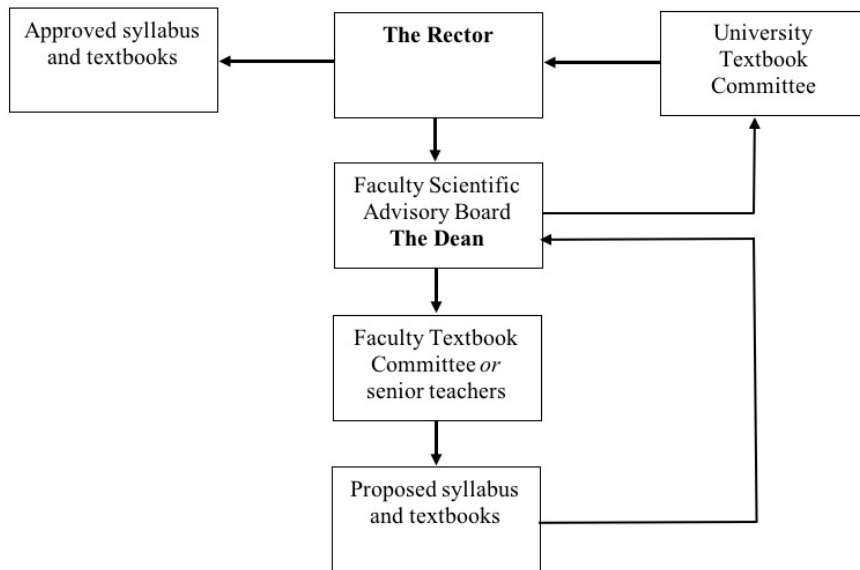 Approved syllabus
and textbooks
The Rector
University
Textbook
Committee
Faculty Scientific
Advisory Board
The Dean
Faculty Textbook
Committee or
senior teachers
Proposed syllabus
and textbooks